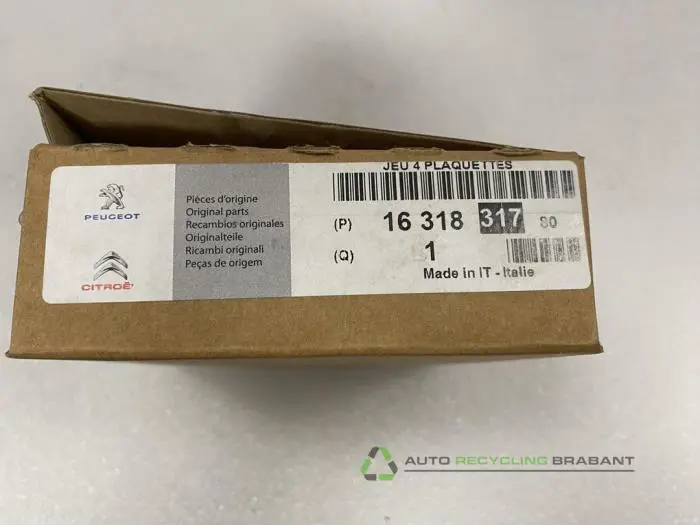 PEUGEOT
CITROË
Pièces d'origine
Original parts
Recambios originales
Originalteile
Ricambi originali
Peças de origem
JEU 4 PLAQUETTES
(P) 16 318 317 80
(Q) 1
Made in IT - Italie
AUTO RECYCLING BRABANT